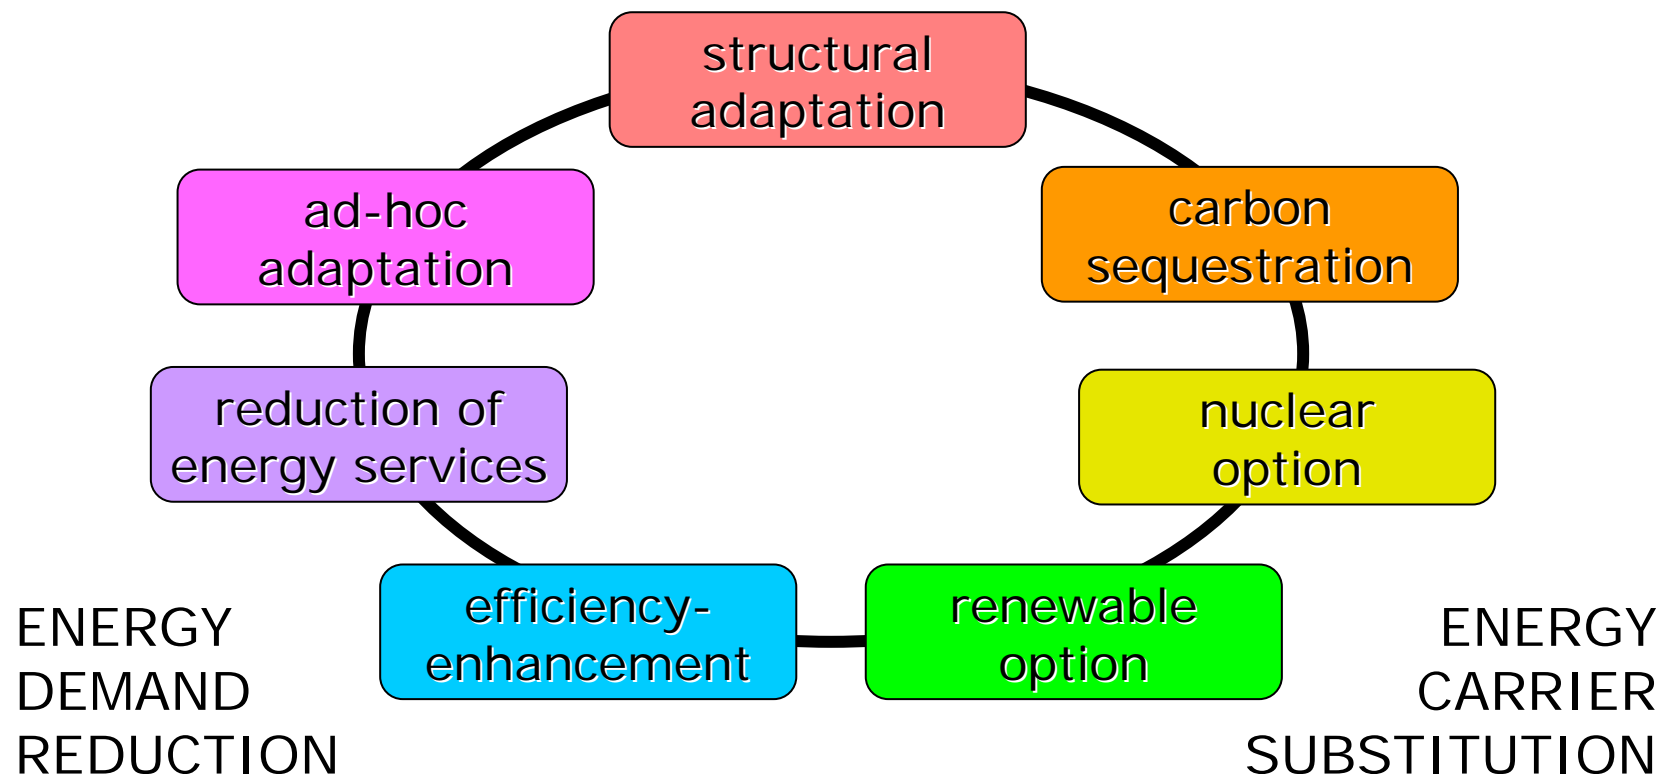 structural
adaptation
ad-hoc
adaptation
carbon
sequestration
reduction of
energy services
nuclear
option
efficiency-
enhancement
renewable
option
ENERGY
DEMAND
REDUCTION
ENERGY
CARRIER
SUBSTITUTION